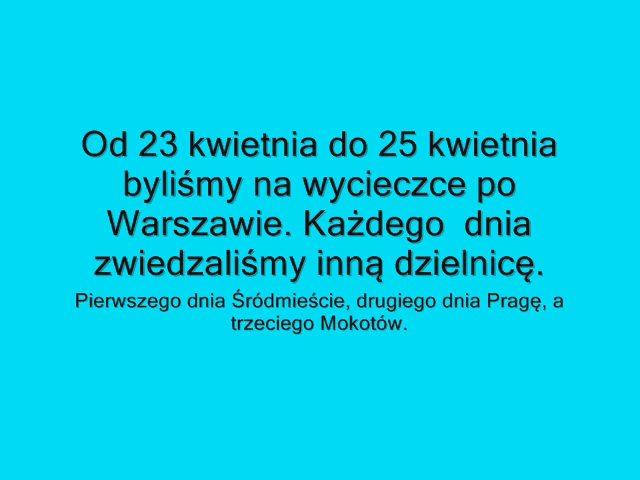 Od 23 kwietnia do 25 kwietnia
byliśmy na wycieczce po
Warszawie. Każdego  dnia
zwiedzaliśmy inną dzielnicę.
Pierwszego dnia Śródmieście, drugiego dnia Pragę, a
trzeciego Mokotów.